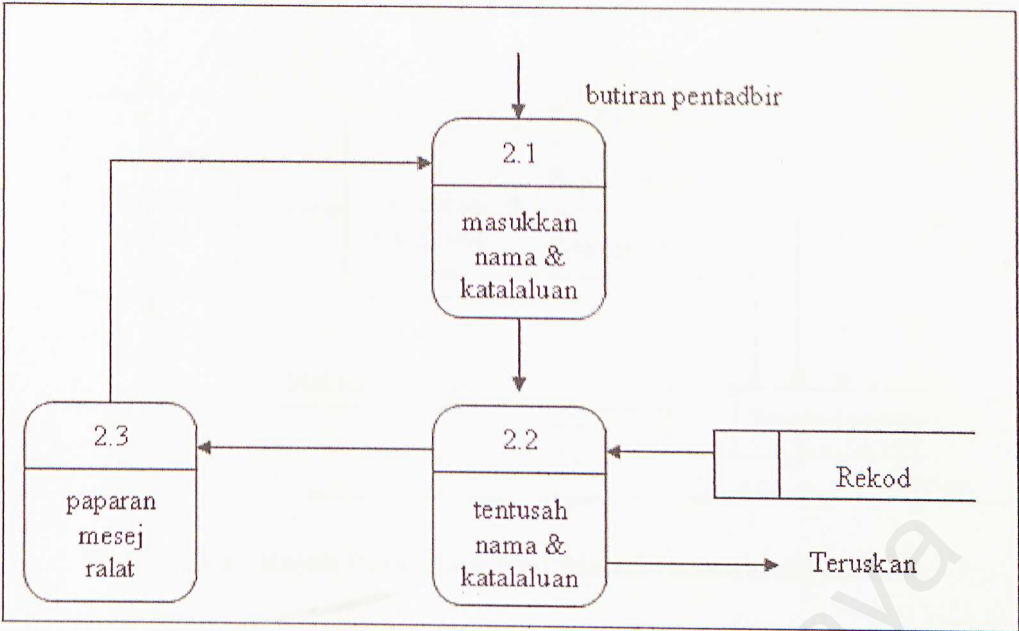 butiran pentadbir
2.1
masukkan
nama &
katalaluan
2.3
paparan
mesej
ralat
2.2
tentusah
nama &
katalaluan
Rekod
Teruskan
aya